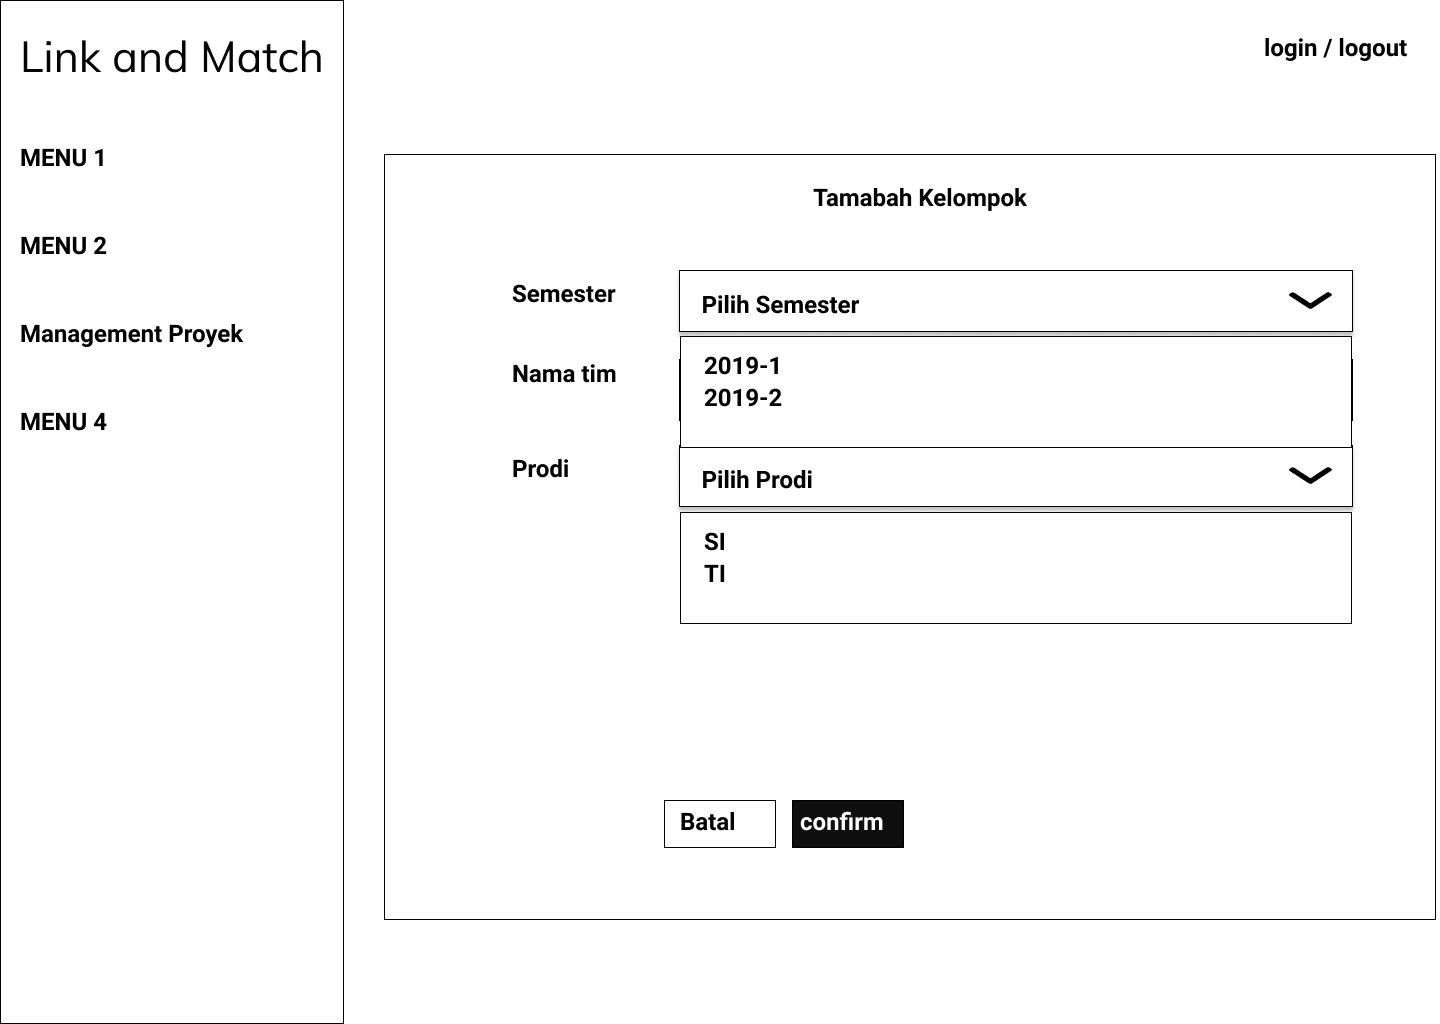 Link and Match
login / logout
MENU 1
MENU 2
Management Proyek
MENU 4
Tamabah Kelompok
Semester
Pilih Semester
2019-1
2019-2
Nama tim
Prodi
Pilih Prodi
SI
TI
Batal
confirm